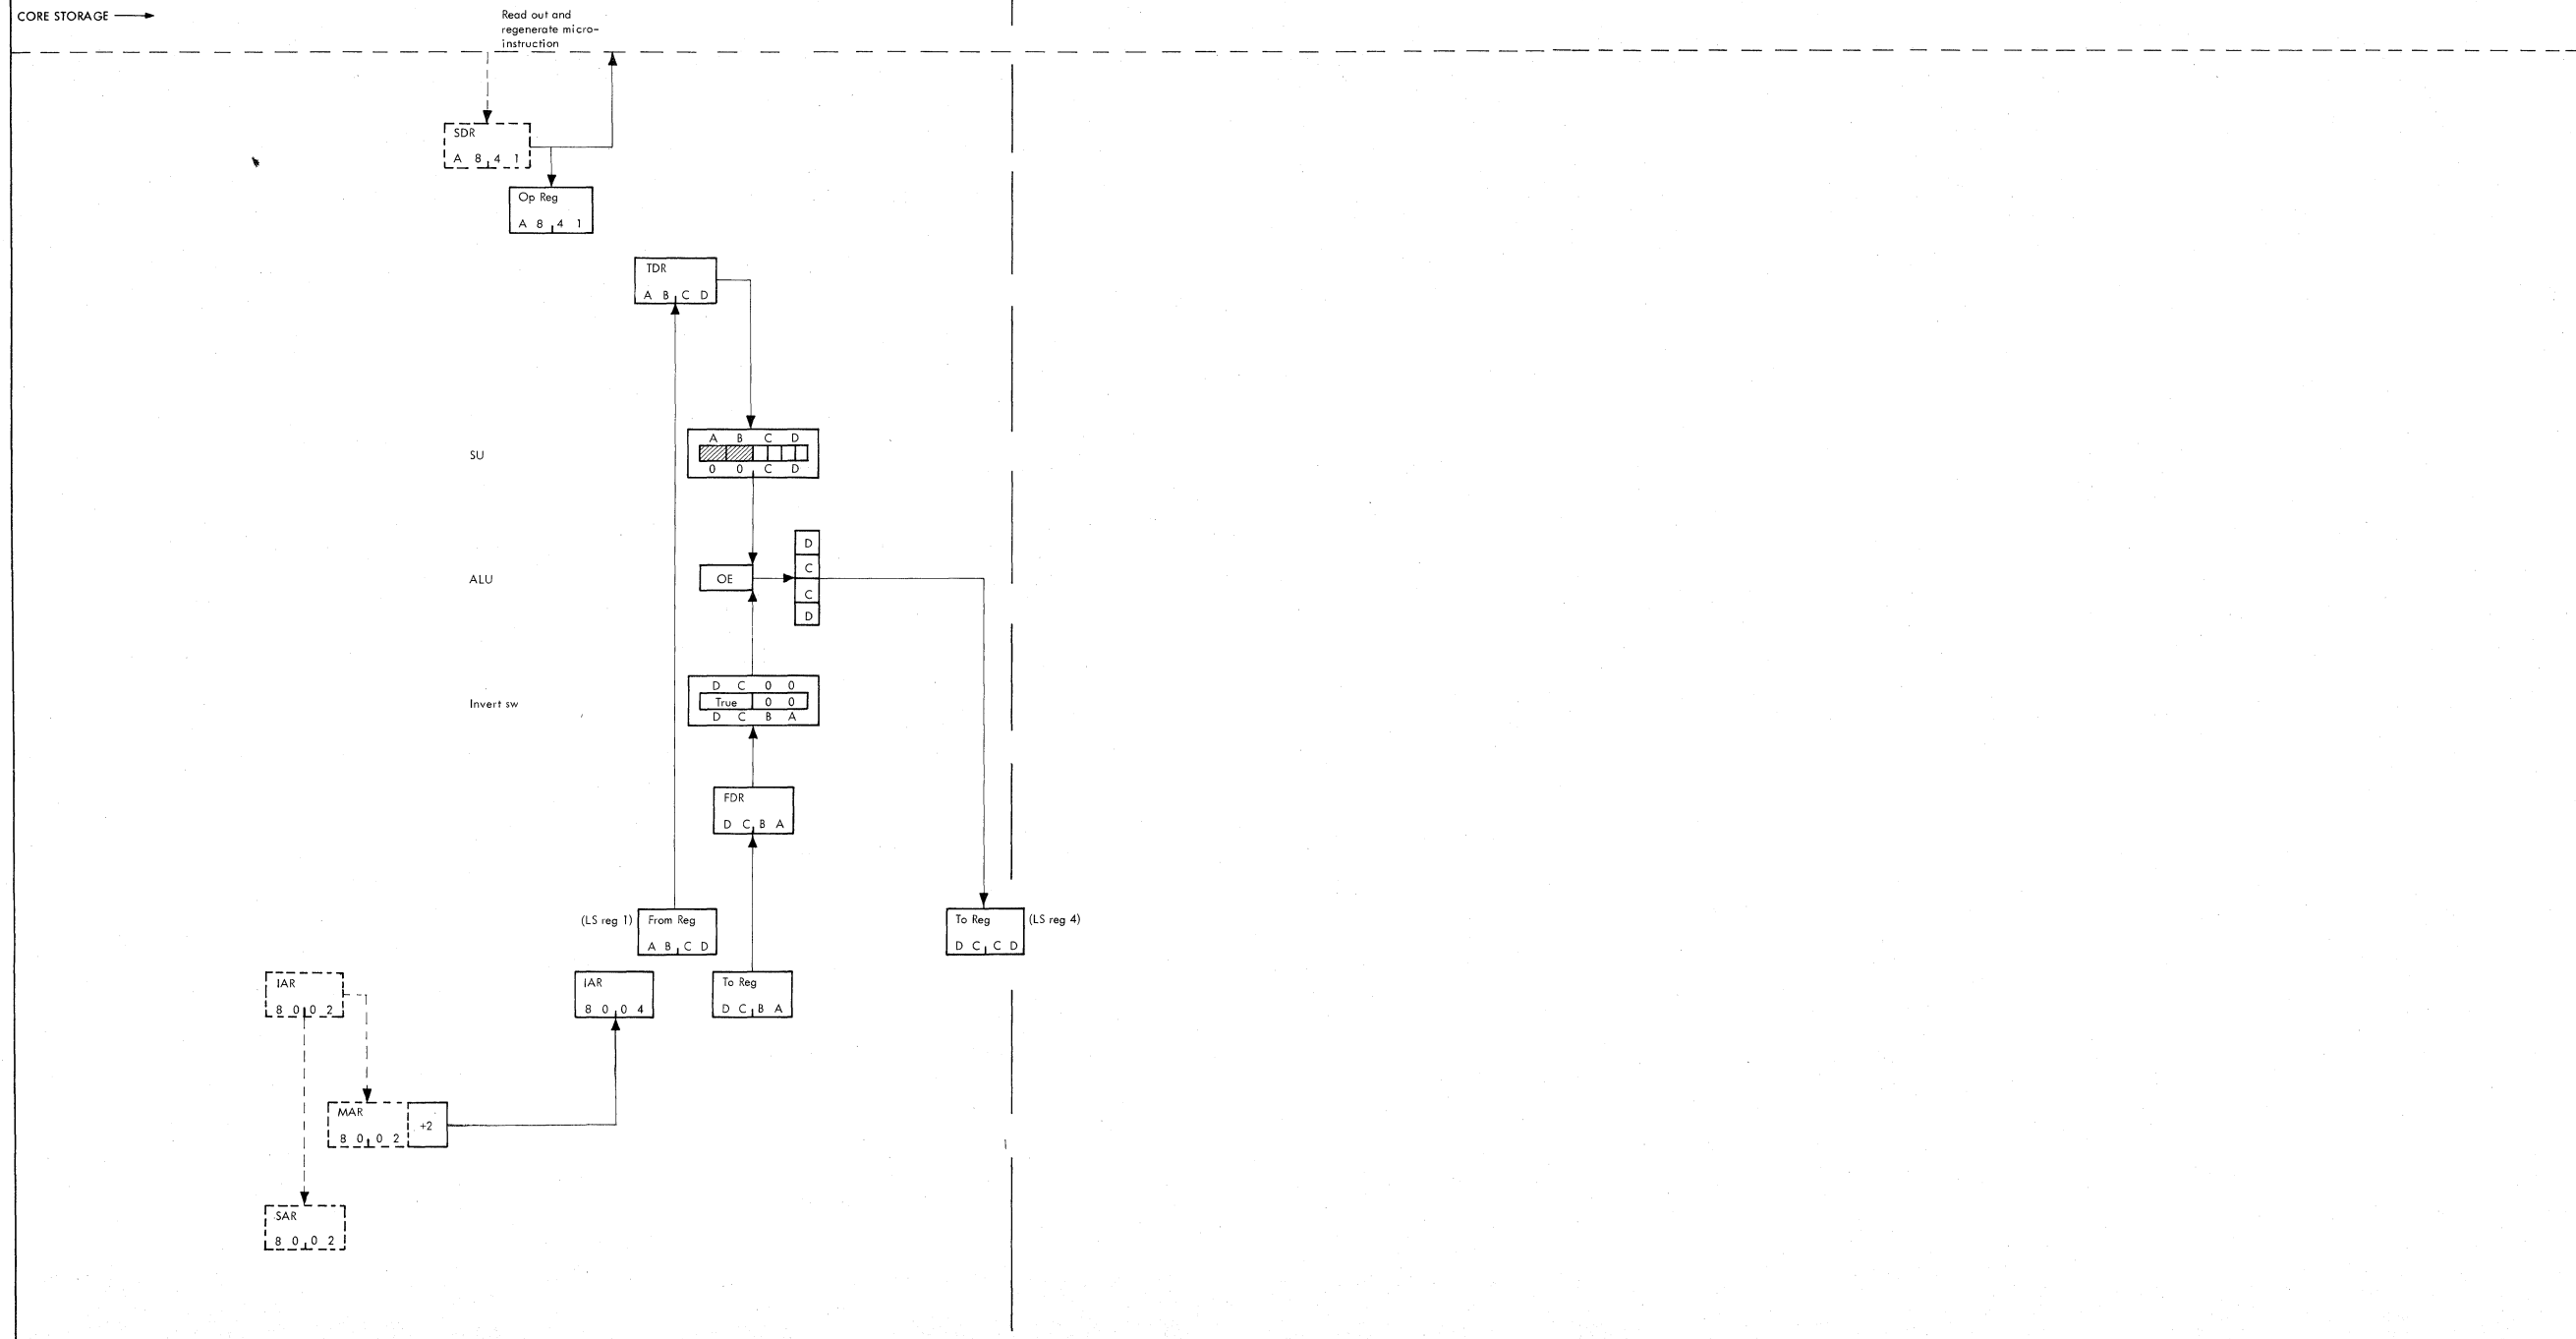 CORE STORAGE
Read out and
regenerate micro-
instruction
SDR
A 8 4 1
Op Reg
A 8 4 1
TDR
A B C D
A B C D
SU
0 0 C D
D
C
ALU
OE
C
D
D C 0 0
Invert sw
True 0 0
D C B A
FDR
D C B A
(LS reg 1)
From Reg
A B C D
To Reg
(LS reg 4)
D C C D
IAR
8 0 0 2
IAR
8 0 0 4
To Reg
D C B A
MAR
8 0 0 2
+2
SAR
8 0 0 2